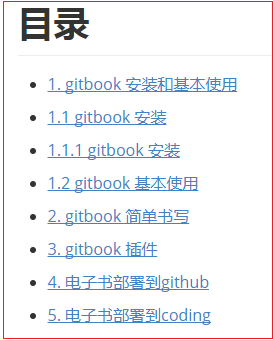 目录
1. gitbook 安装和基本使用
1.1 gitbook 安装
1.1.1 gitbook 安装
1.2 gitbook 基本使用
2. gitbook 简单书写
3. gitbook 插件
4. 电子书部署到github
5. 电子书部署到coding